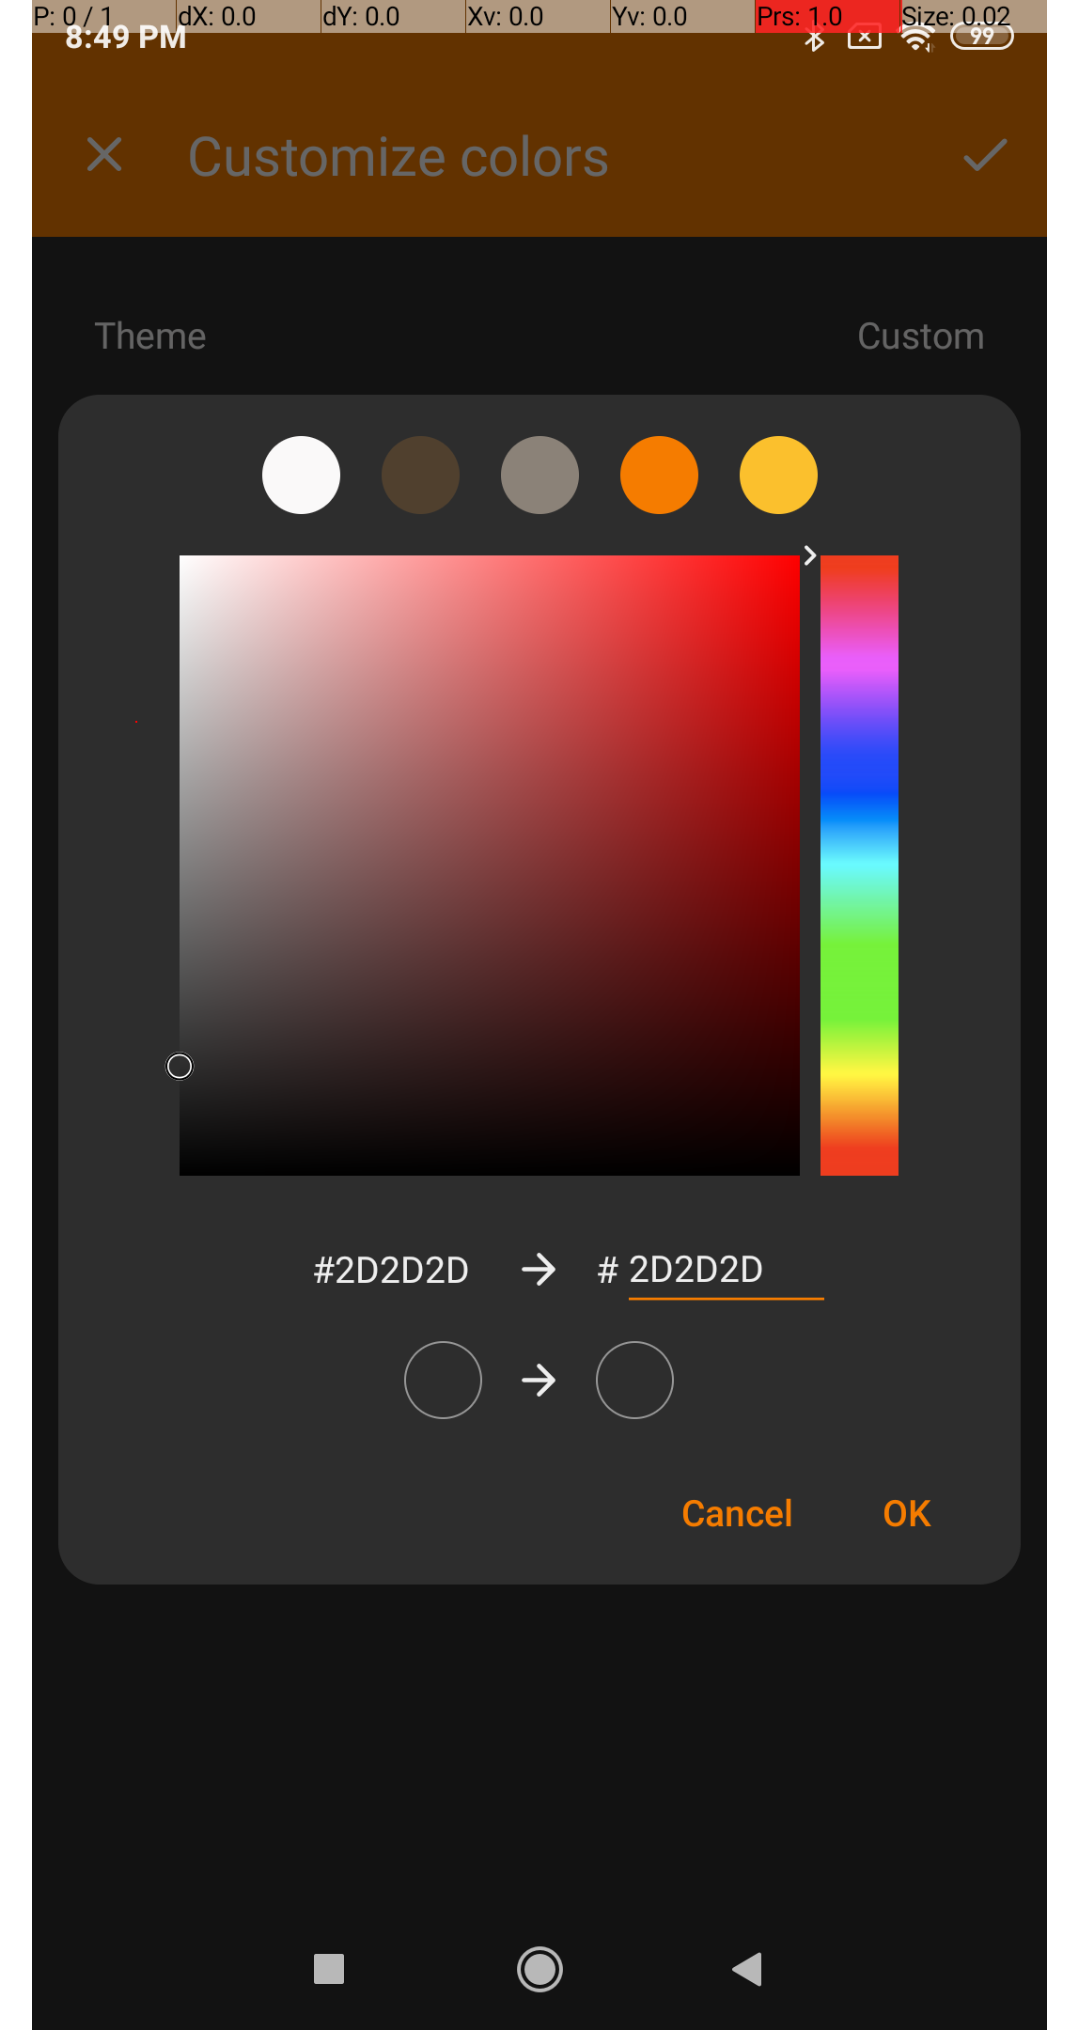 P: 0 / 1 dX: 0.0 dY: 0.0 Xv: 0.0 Yv: 0.0 Prs: 1.0 Size: 0.02
8:49 PM 99
Customize colors
Theme Custom
#2D2D2D # 2D2D2D
Cancel OK